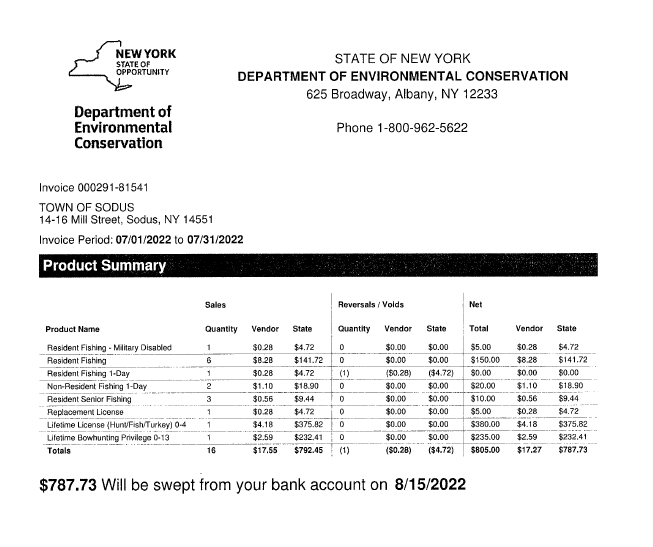 NEW YORK
STATE OF
OPPORTUNITY
Department of
Environmental
Conservation
STATE OF NEW YORK
DEPARTMENT OF ENVIRONMENTAL CONSERVATION
625 Broadway, Albany, NY 12233
Phone 1-800-962-5622
Invoice 000291-81541
TOWN OF SODUS
14-16 Mill Street, Sodus, NY 14551
Invoice Period: 07/01/2022 to 07/31/2022
Product Summary
Sales Reversals / Voids Net
Product Name Quantity Vendor State Quantity Vendor State Total Vendor State
Resident Fishing - Military Disabled 1 $0.28 $4.72 0 $0.00 $0.00 $5.00 $0.28 $4.72
Resident Fishing 6 $8.28 $141.72 0 $0.00 $0.00 $150.00 $8.28 $141.72
Resident Fishing 1-Day 1 $0.28 $4.72 (1) ($0.28) ($4.72) $0.00 $0.00 $0.00
Non-Resident Fishing 1-Day 2 $1.10 $18.90 0 $0.00 $0.00 $20.00 $1.10 $18.90
Resident Senior Fishing 3 $0.56 $9.44 0 $0.00 $0.00 $10.00 $0.56 $9.44
Replacement License 1 $0.28 $4.72 0 $0.00 $0.00 $5.00 $0.28 $4.72
Lifetime License (Hunt/Fish/Turkey) 0-4 1 $4.18 $375.82 0 $0.00 $0.00 $380.00 $4.18 $375.82
Lifetime Bowhunting Privilege 0-13 1 $2.59 $232.41 0 $0.00 $0.00 $235.00 $2.59 $232.41
Totals 16 $17.55 $792.45 (1) ($0.28) ($4.72) $805.00 $17.27 $787.73
$787.73 Will be swept from your bank account on 8/15/2022